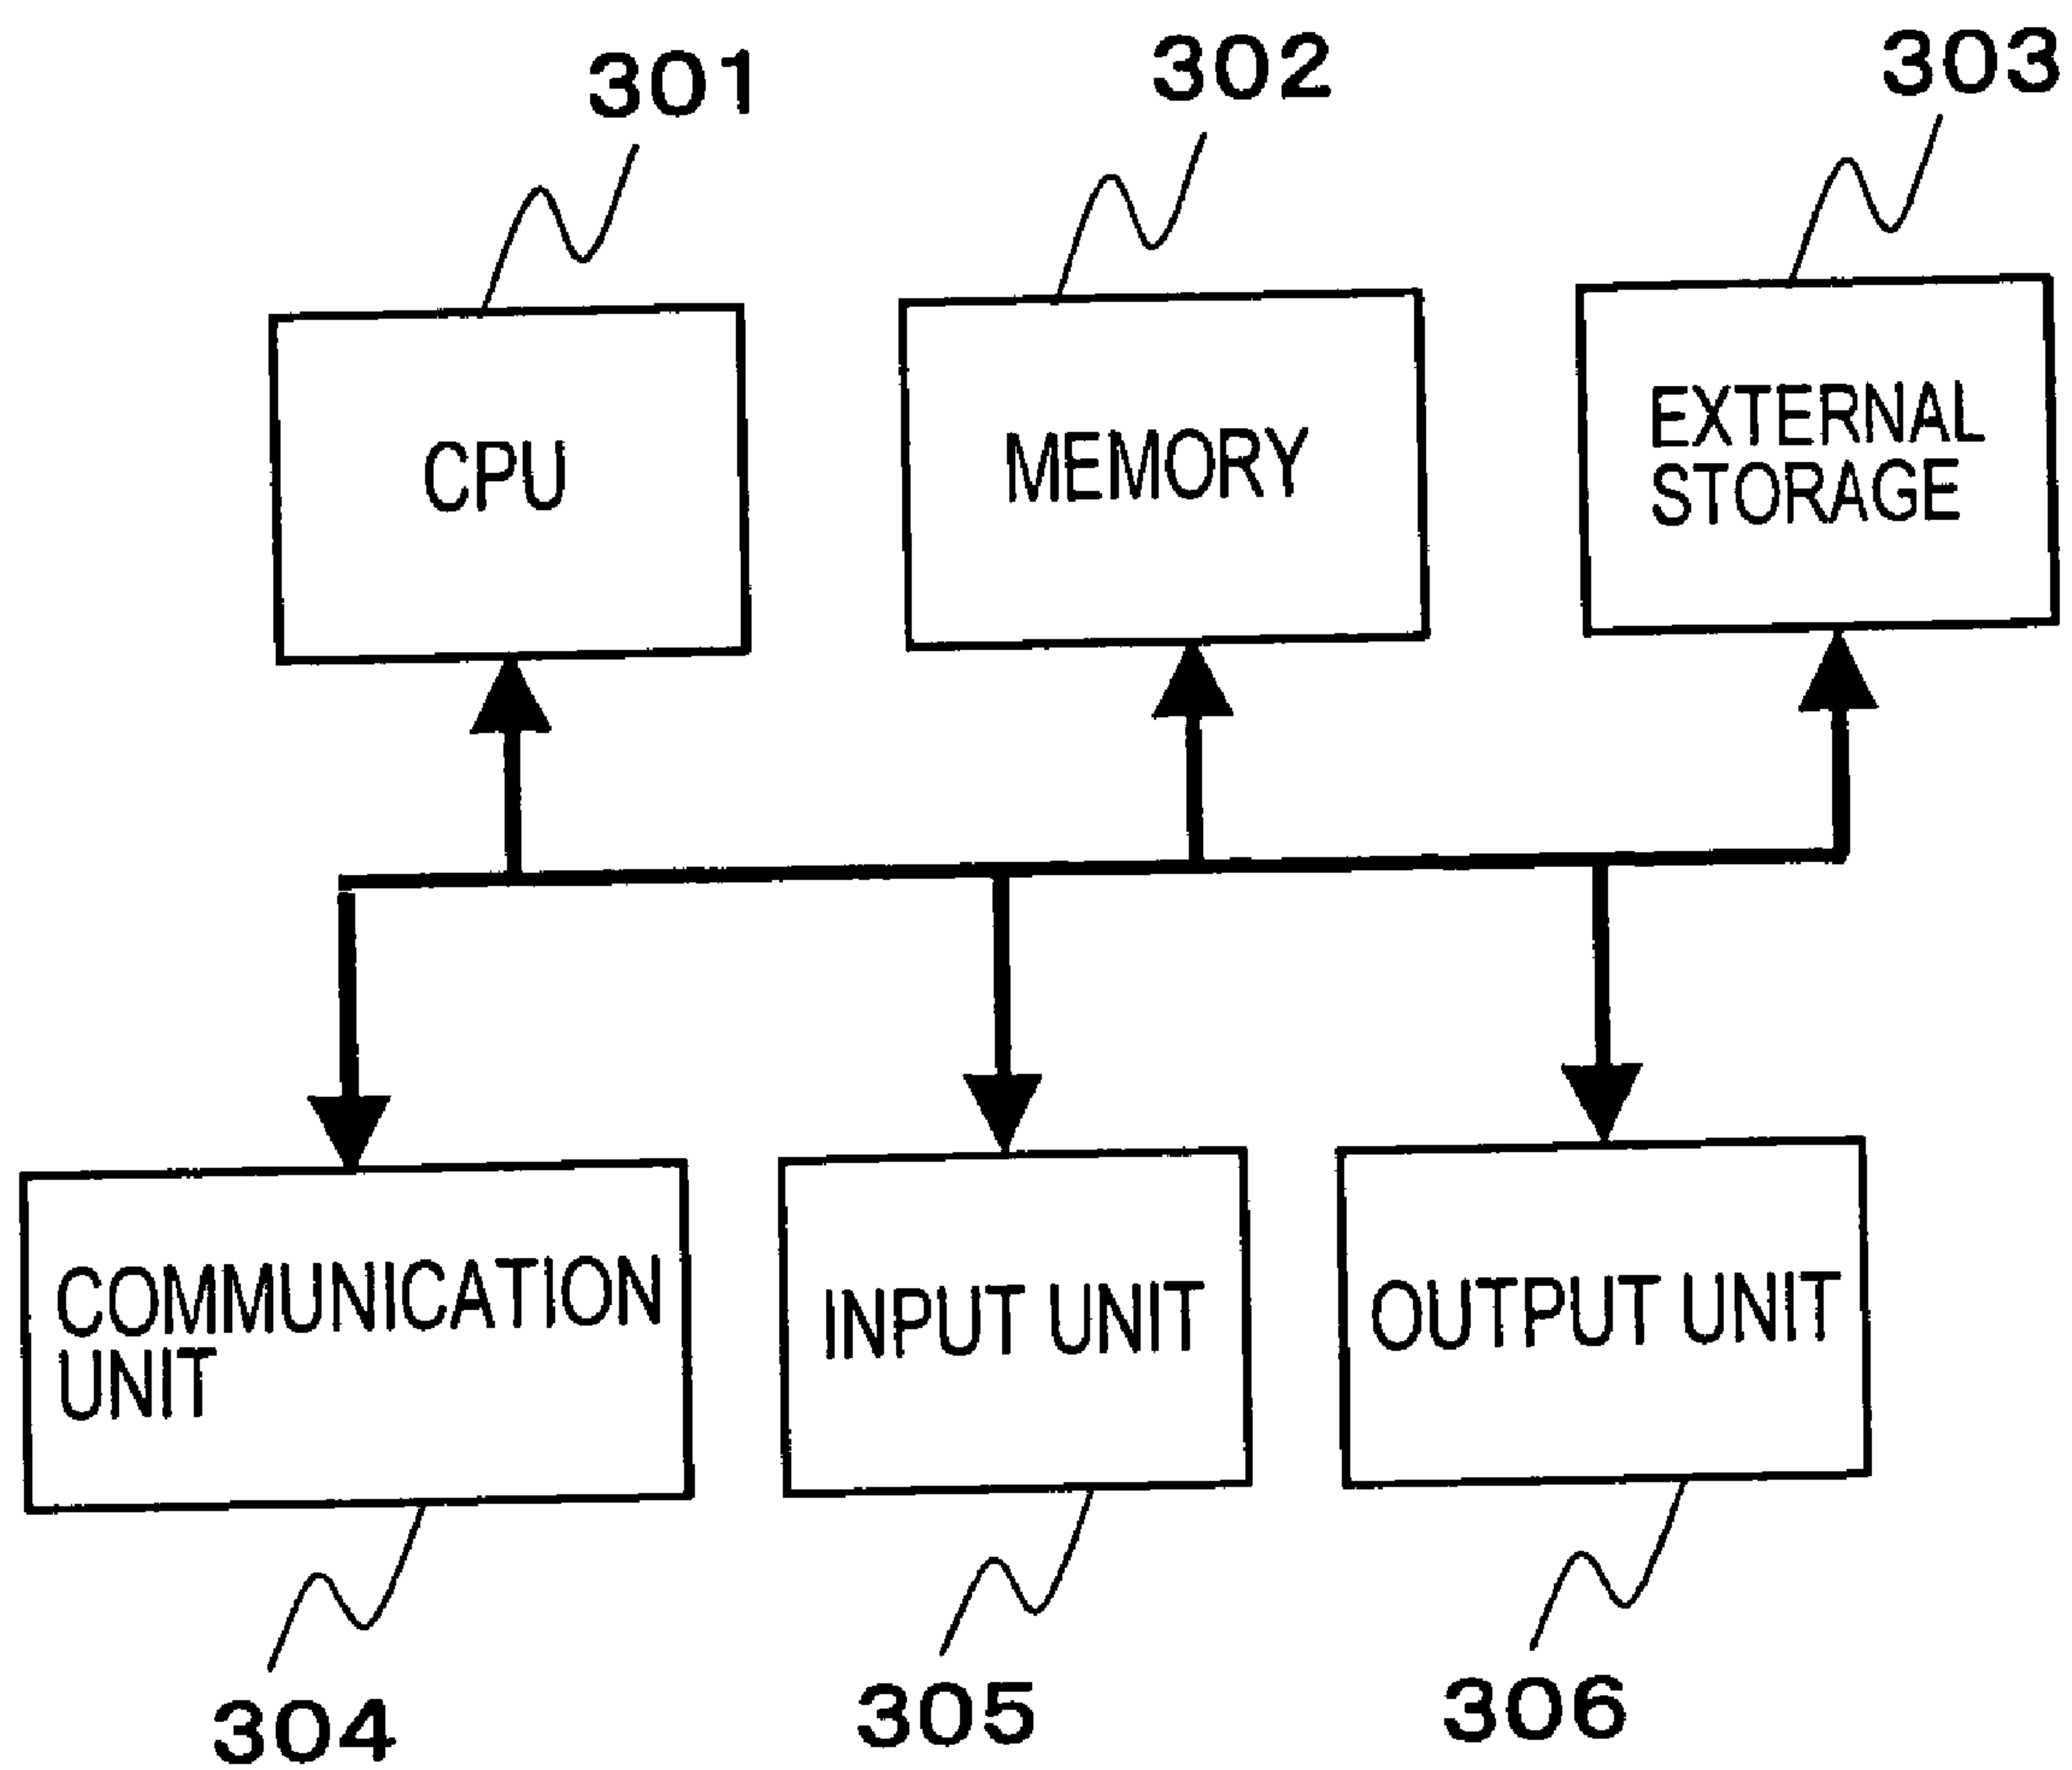 301
302
303
CPU
MEMORY
EXTERNAL
STORAGE
COMMUNICATION
UNIT
INPUT UNIT
OUTPUT UNIT
304
305
306